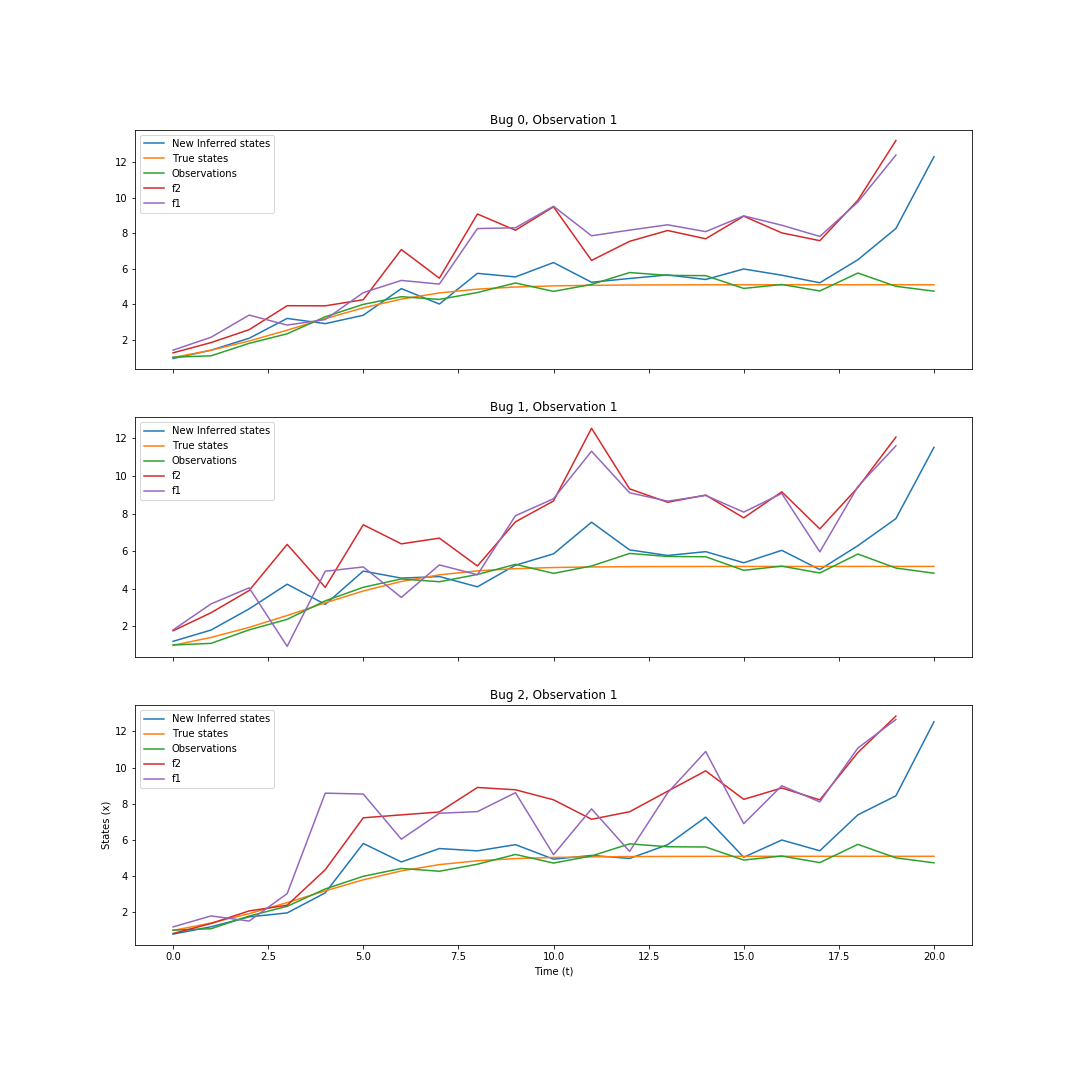 Bug 0, Observation 1
New Inferred states
True states
Observations
f2
f1
12
10
8
6
4
2
Bug 1, Observation 1
New Inferred states
True states
Observations
f2
f1
12
10
8
6
4
2
Bug 2, Observation 1
New Inferred states
True states
Observations
f2
f1
12
10
8
6
4
2
States (x)
0.0 2.5 5.0 7.5 10.0 12.5 15.0 17.5 20.0
Time (t)